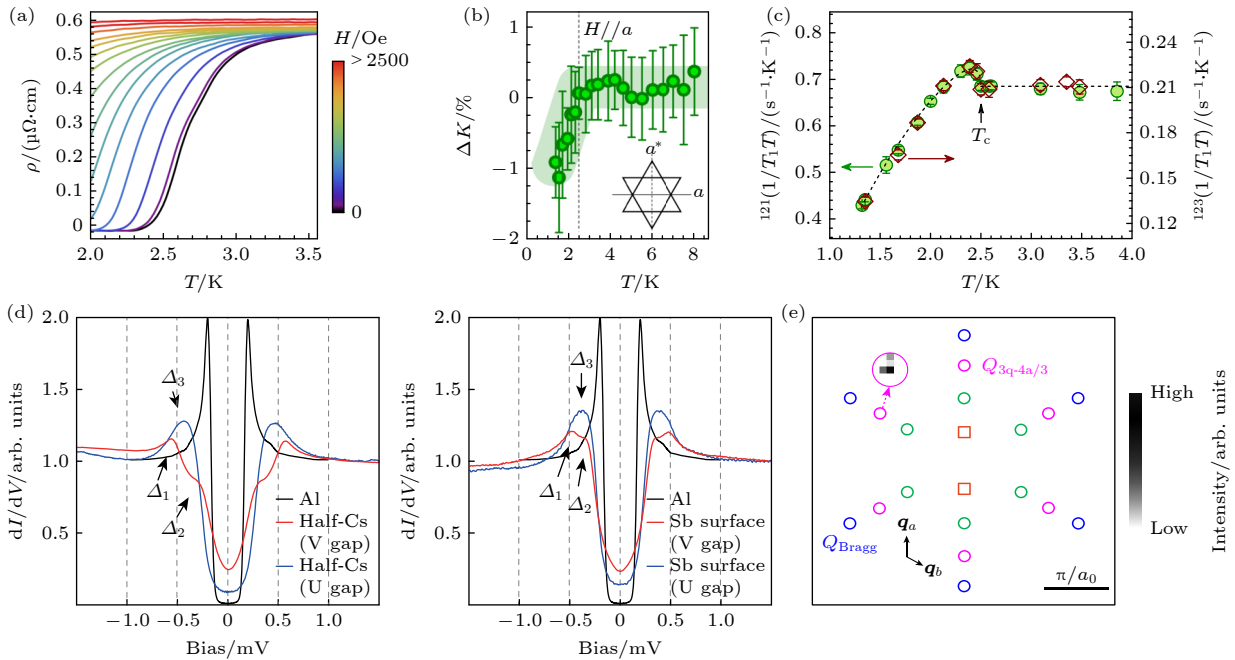 (a)
0.6
0.5
0.4
0.3
0.2
0.1
0
ρ/(μΩ·cm)
2.0
2.5
3.0
3.5
T/K
H/Oe
> 2500
0
(b)
1
0
−1
−2
ΔK/%
H//a
a*
a
0
2
4
6
8
T/K
(c)
0.8
0.7
0.6
0.5
0.4
¹²¹(1/T₁T)/(s⁻¹·K⁻¹)
0.24
0.21
0.18
0.15
0.12
¹²³(1/T₁T)/(s⁻¹·K⁻¹)
Tc
1.0
1.5
2.0
2.5
3.0
3.5
4.0
T/K
(d)
2.0
1.5
1.0
0.5
dI/dV/arb. units
Δ₃
Δ₁
Δ₂
Al
Half-Cs
(V gap)
Half-Cs
(U gap)
−1.0
−0.5
0
0.5
1.0
Bias/mV
2.0
1.5
1.0
0.5
dI/dV/arb. units
Δ₃
Δ₁
Δ₂
Al
Sb surface
(V gap)
Sb surface
(U gap)
−1.0
−0.5
0
0.5
1.0
Bias/mV
(e)
Q3q-4a/3
QBragg
qa
qb
π/a₀
High
Low
Intensity/arb. units